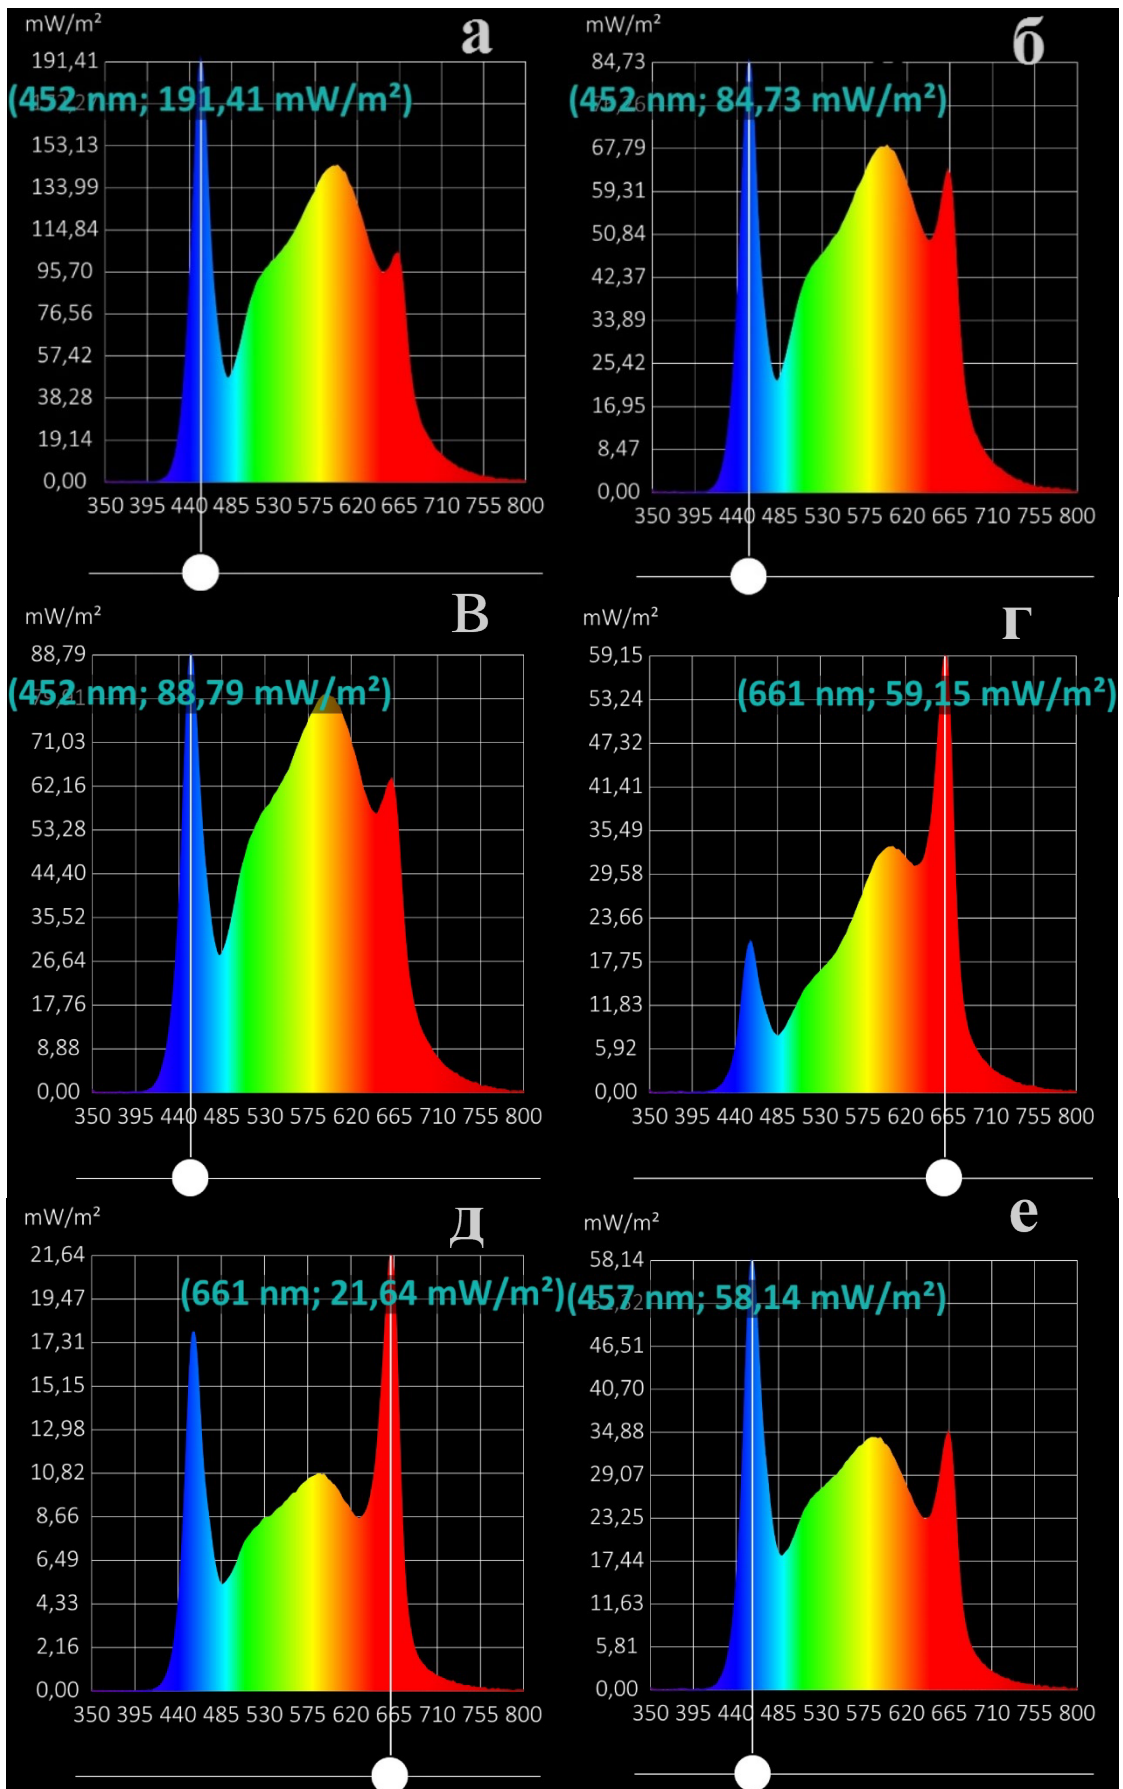 mW/m²
а
191,41
(452 nm; 191,41 mW/m²)
153,13
133,99
114,84
95,70
76,56
57,42
38,28
19,14
0,00
350 395 440 485 530 575 620 665 710 755 800
mW/m²
б
84,73
(452 nm; 84,73 mW/m²)
67,79
59,31
50,84
42,37
33,89
25,42
16,95
8,47
0,00
350 395 440 485 530 575 620 665 710 755 800
mW/m²
В
88,79
(452 nm; 88,79 mW/m²)
71,03
62,16
53,28
44,40
35,52
26,64
17,76
8,88
0,00
350 395 440 485 530 575 620 665 710 755 800
mW/m²
г
59,15
(661 nm; 59,15 mW/m²)
53,24
47,32
41,41
35,49
29,58
23,66
17,75
11,83
5,92
0,00
350 395 440 485 530 575 620 665 710 755 800
mW/m²
д
21,64
(661 nm; 21,64 mW/m²)
19,47
17,31
15,15
12,98
10,82
8,66
6,49
4,33
2,16
0,00
350 395 440 485 530 575 620 665 710 755 800
mW/m²
е
58,14
(457 nm; 58,14 mW/m²)
46,51
40,70
34,88
29,07
23,25
17,44
11,63
5,81
0,00
350 395 440 485 530 575 620 665 710 755 800